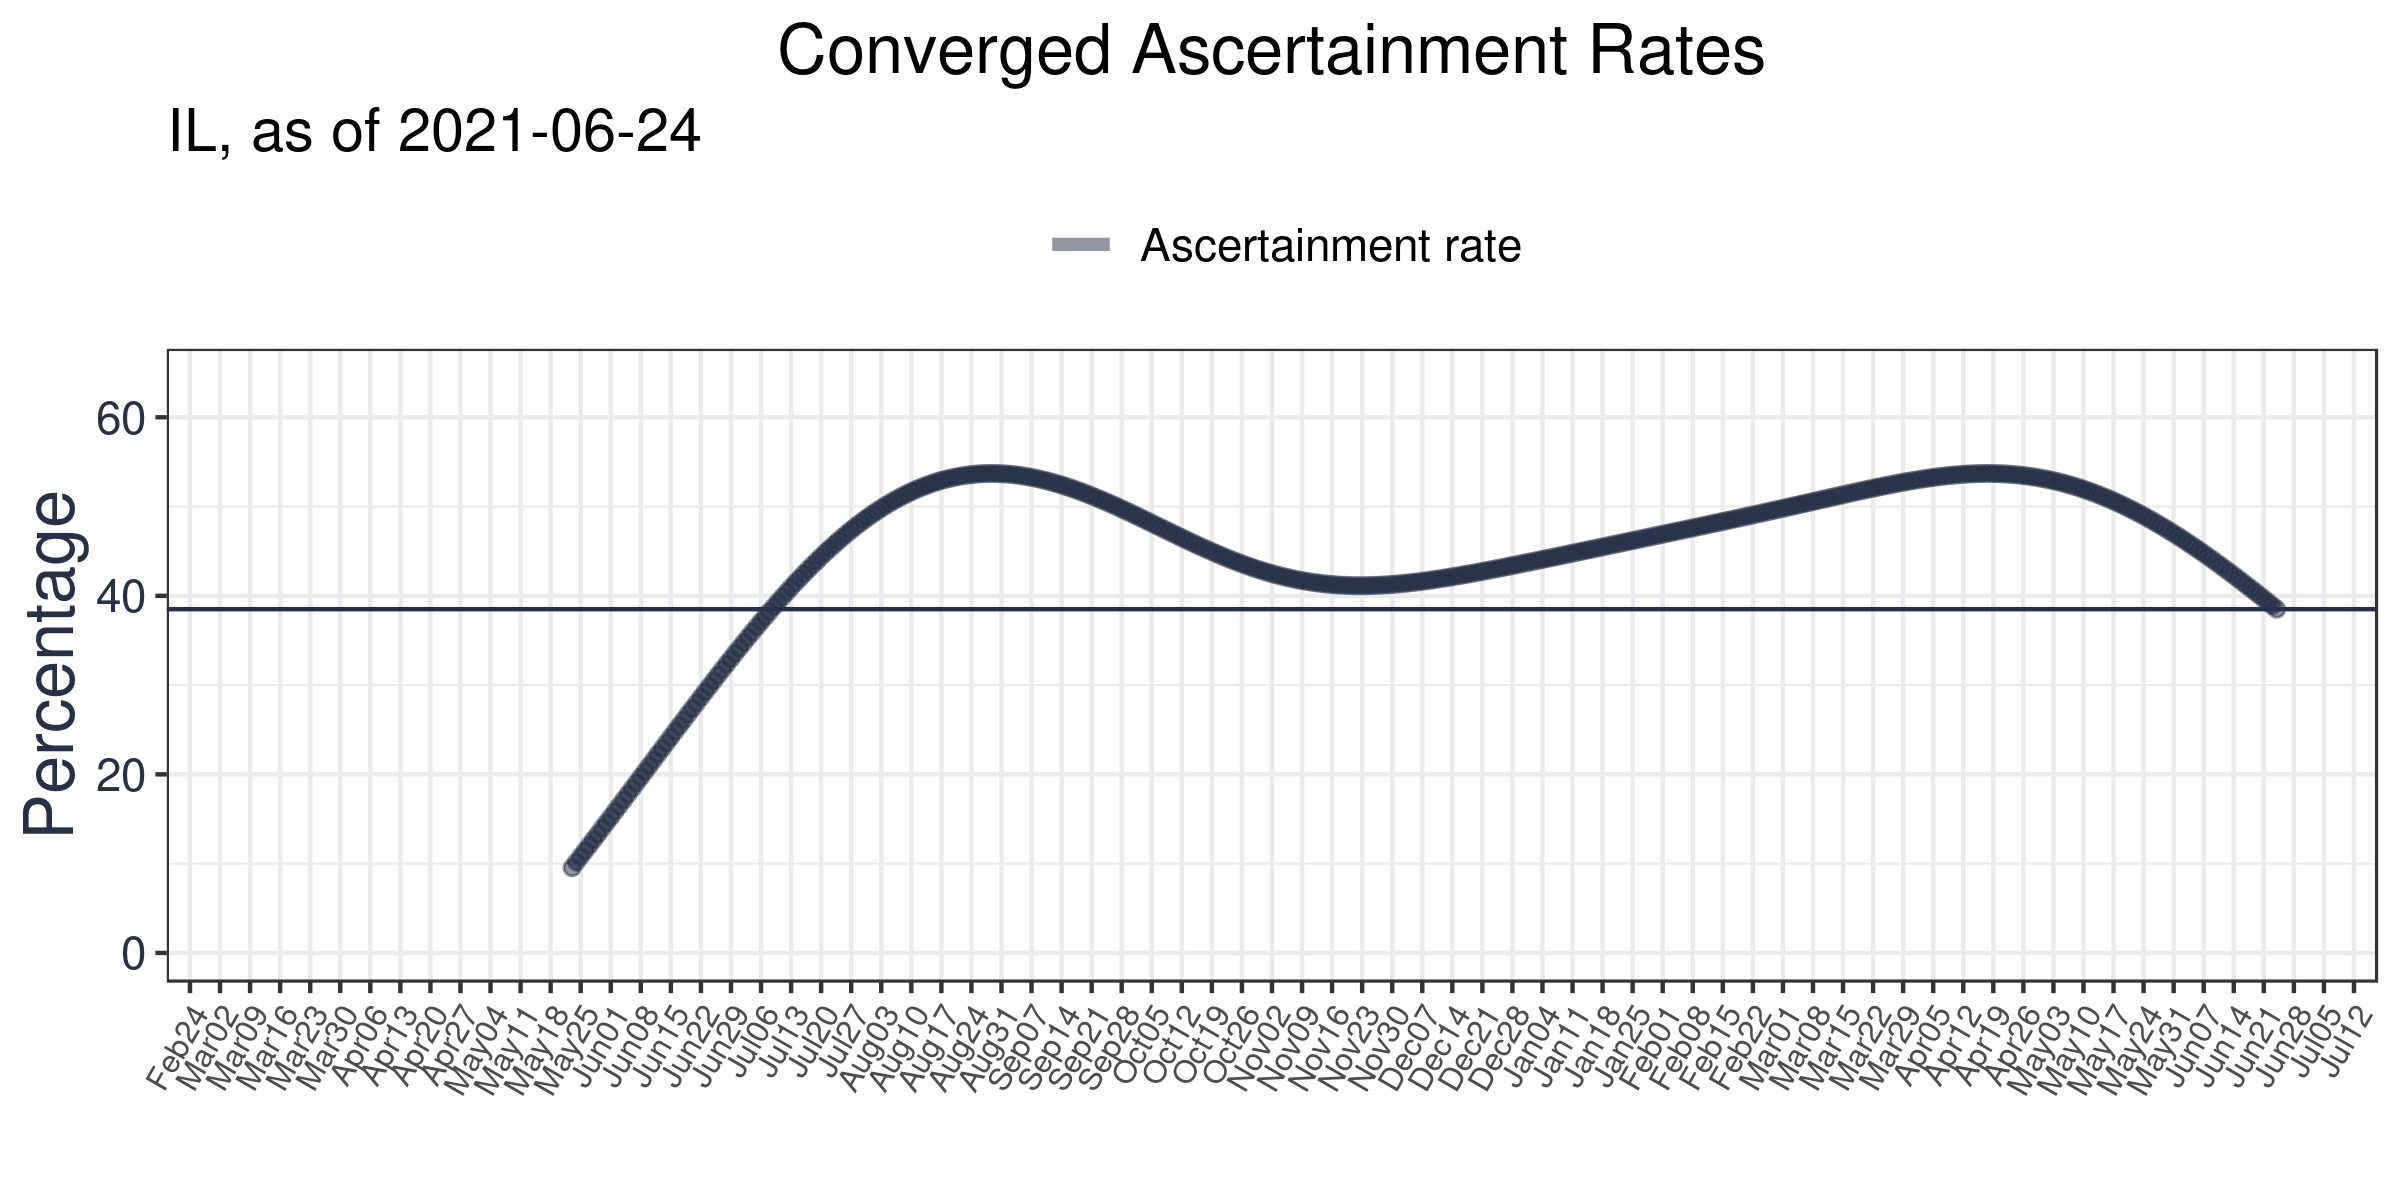 Converged Ascertainment Rates
IL, as of 2021-06-24
Ascertainment rate
Percentage
60
40
20
0
Feb24
Mar02
Mar09
Mar16
Mar23
Mar30
Apr06
Apr13
Apr20
Apr27
May04
May11
May18
May25
Jun01
Jun08
Jun15
Jun22
Jun29
Jul06
Jul13
Jul20
Jul27
Aug03
Aug10
Aug17
Aug24
Aug31
Sep07
Sep14
Sep21
Sep28
Oct05
Oct12
Oct19
Oct26
Nov02
Nov09
Nov16
Nov23
Nov30
Dec07
Dec14
Dec21
Dec28
Jan04
Jan11
Jan18
Jan25
Feb01
Feb08
Feb15
Feb22
Mar01
Mar08
Mar15
Mar22
Mar29
Apr05
Apr12
Apr19
Apr26
May03
May10
May17
May24
May31
Jun07
Jun14
Jun21
Jun28
Jul05
Jul12